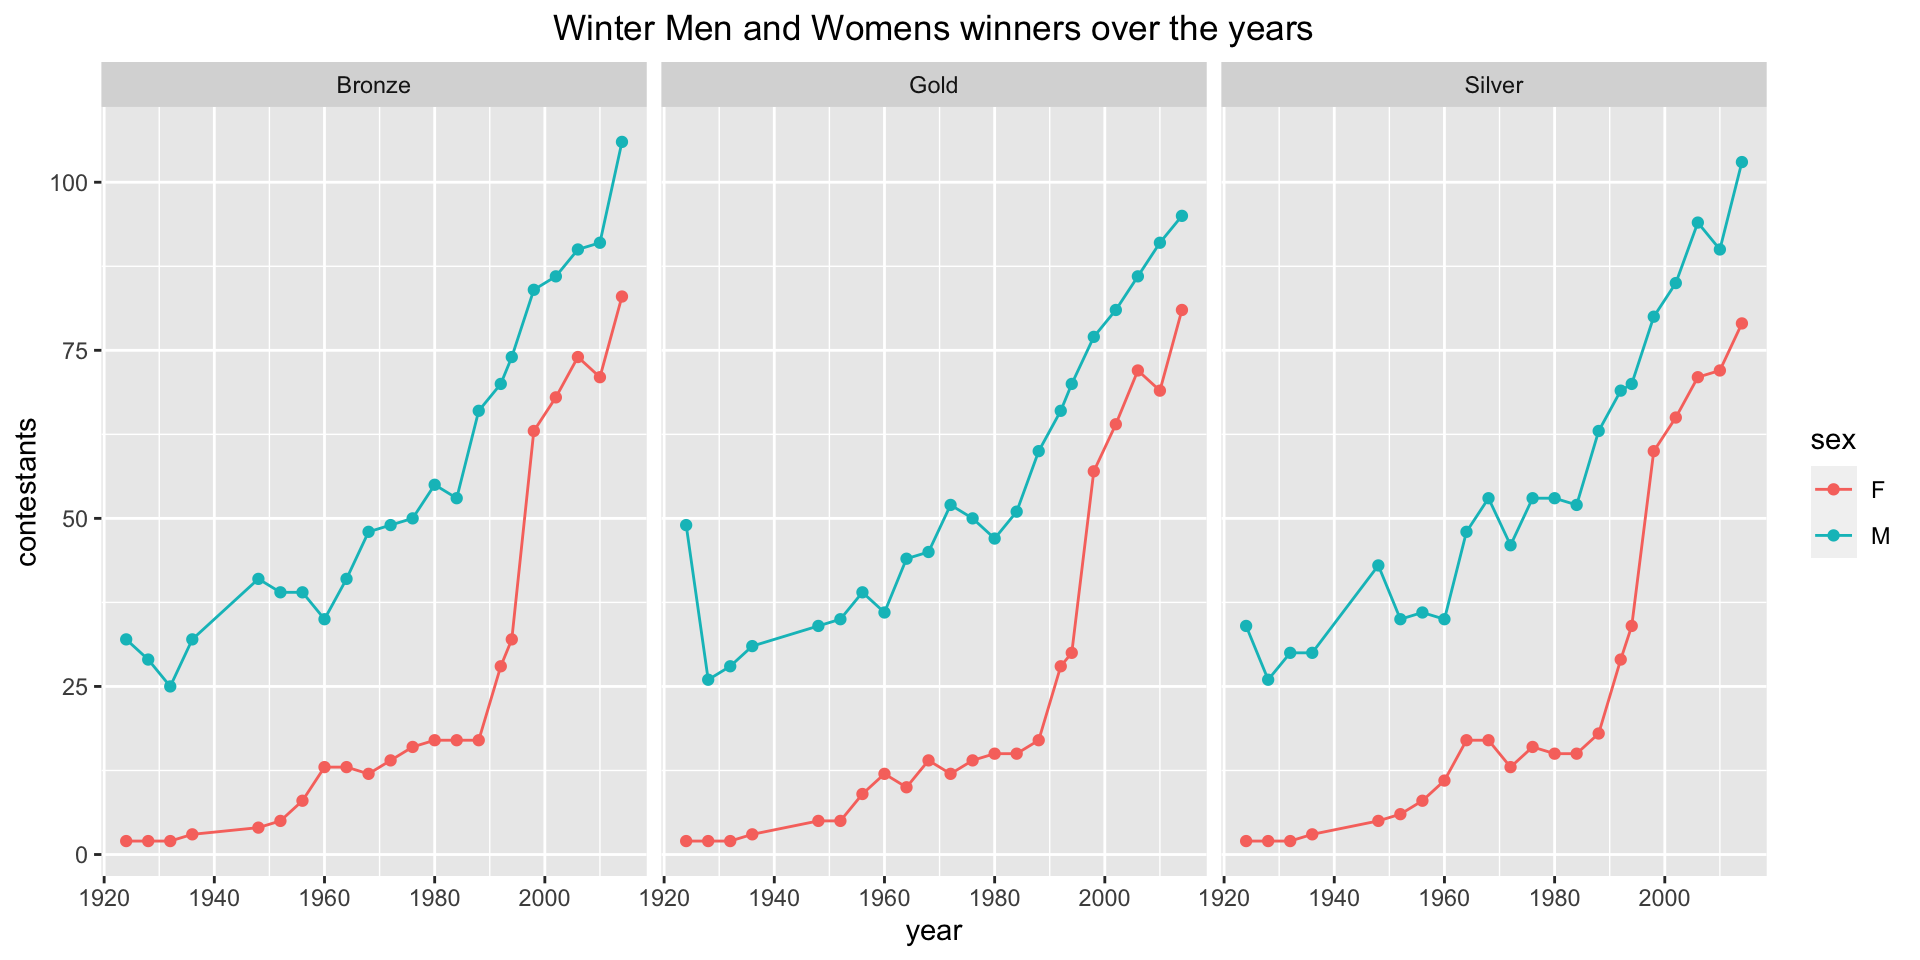 Winter Men and Womens winners over the years
Bronze
Gold
Silver
100
75
50
25
0
contestants
1920 1940 1960 1980 2000
1920 1940 1960 1980 2000
1920 1940 1960 1980 2000
year
sex
F
M